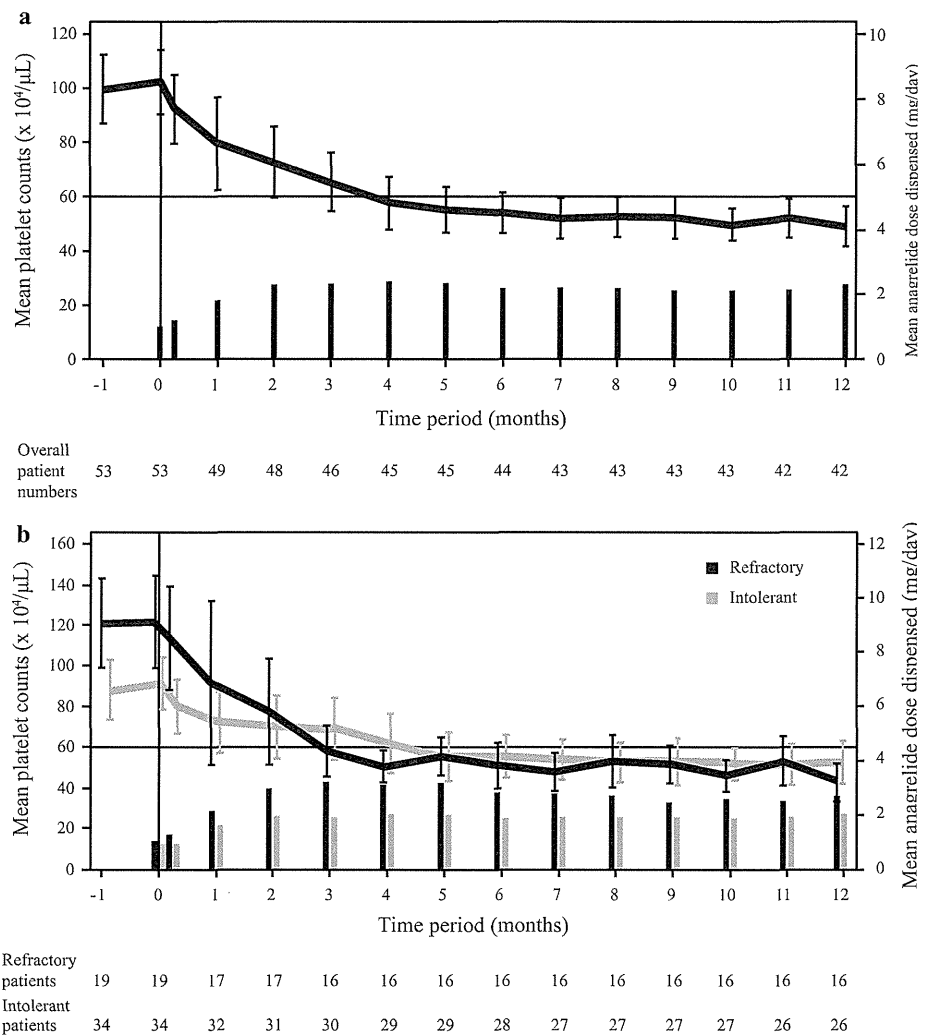 a
120
100
80
60
40
20
0
Mean platelet counts (x 10⁴/µL)
10
8
6
4
2
0
Mean anagrelide dose dispensed (mg/day)
-1 0 1 2 3 4 5 6 7 8 9 10 11 12
Time period (months)
Overall
patient
numbers
53 53 49 48 46 45 45 44 43 43 43 43 42 42
b
160
140
120
100
80
60
40
20
0
Mean platelet counts (x 10⁴/µL)
Refractory
Intolerant
12
10
8
6
4
2
0
Mean anagrelide dose dispensed (mg/day)
-1 0 1 2 3 4 5 6 7 8 9 10 11 12
Time period (months)
Refractory
patients
19 19 17 17 16 16 16 16 16 16 16 16 16 16
Intolerant
patients
34 34 32 31 30 29 29 28 27 27 27 27 26 26